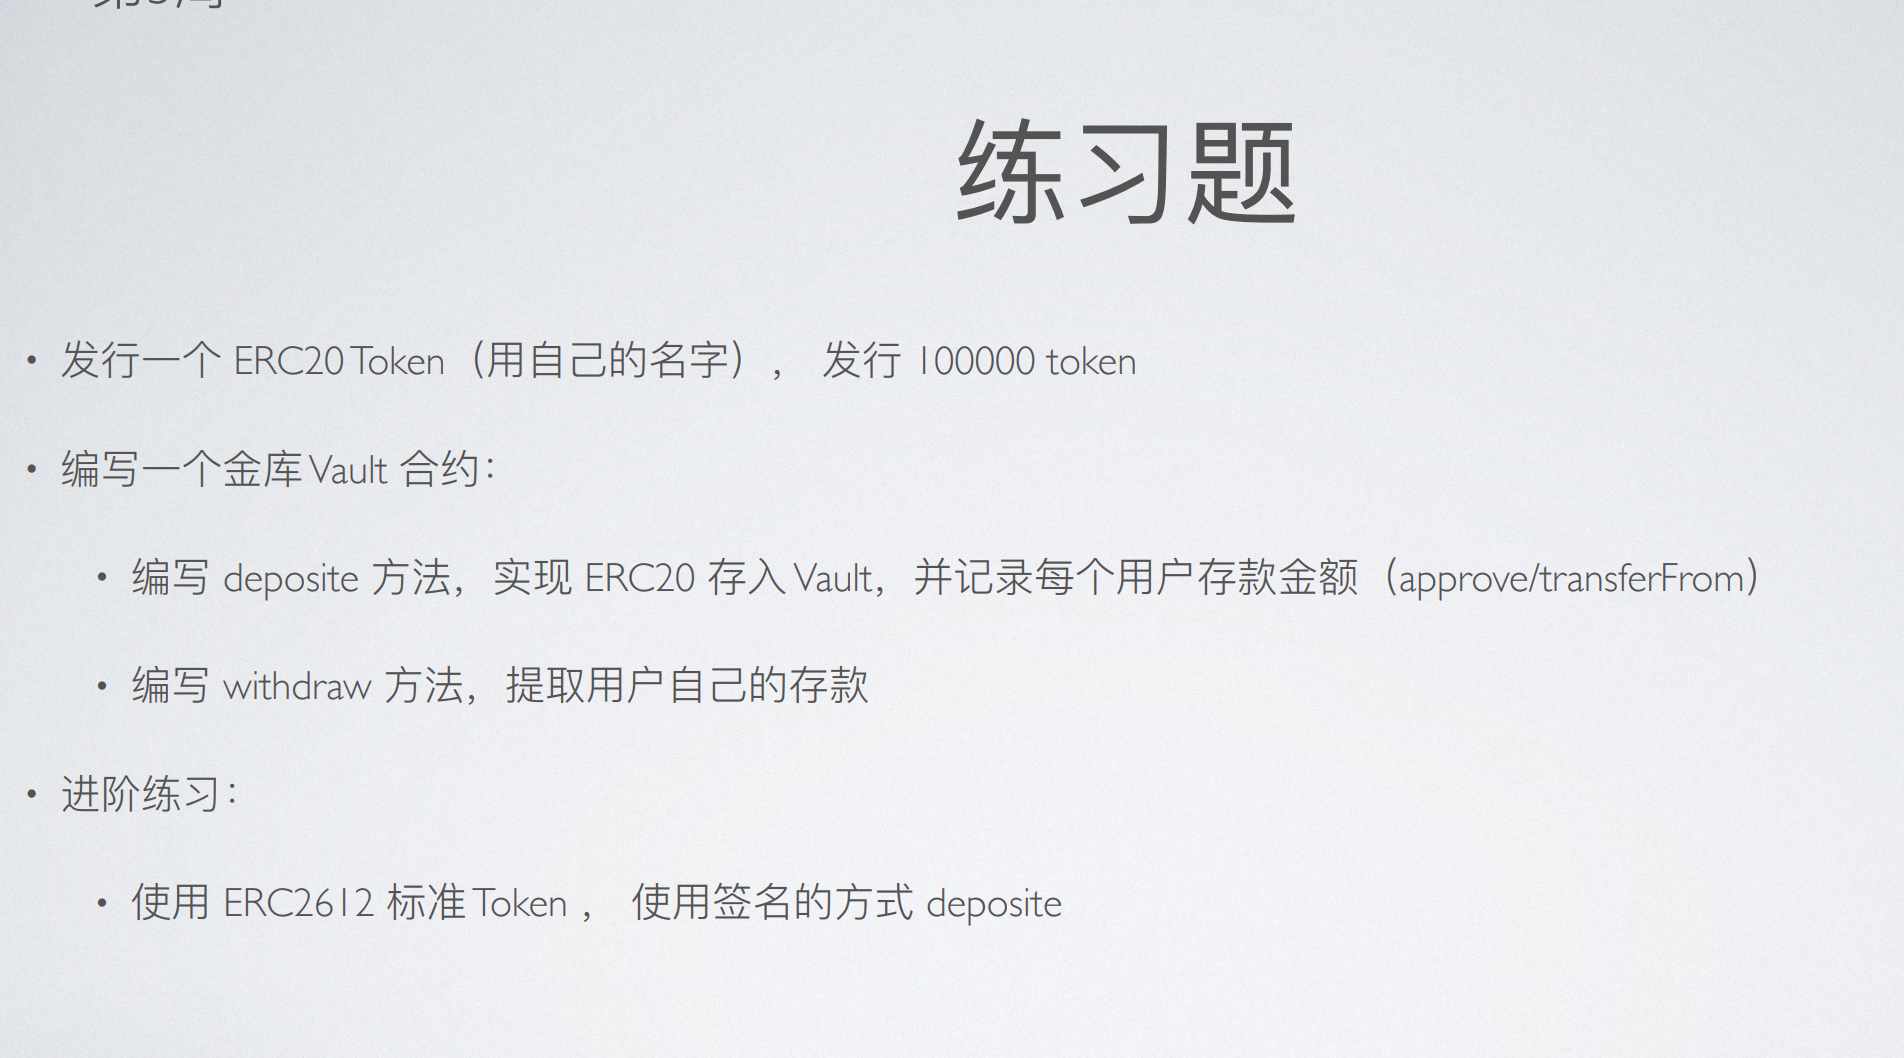 练习题
• 发行一个 ERC20 Token（用自己的名字）， 发行 100000 token
• 编写一个金库 Vault 合约：
• 编写 deposite 方法，实现 ERC20 存入 Vault，并记录每个用户存款金额（approve/transferFrom）
• 编写 withdraw 方法，提取用户自己的存款
• 进阶练习：
• 使用 ERC2612 标准 Token ， 使用签名的方式 deposite